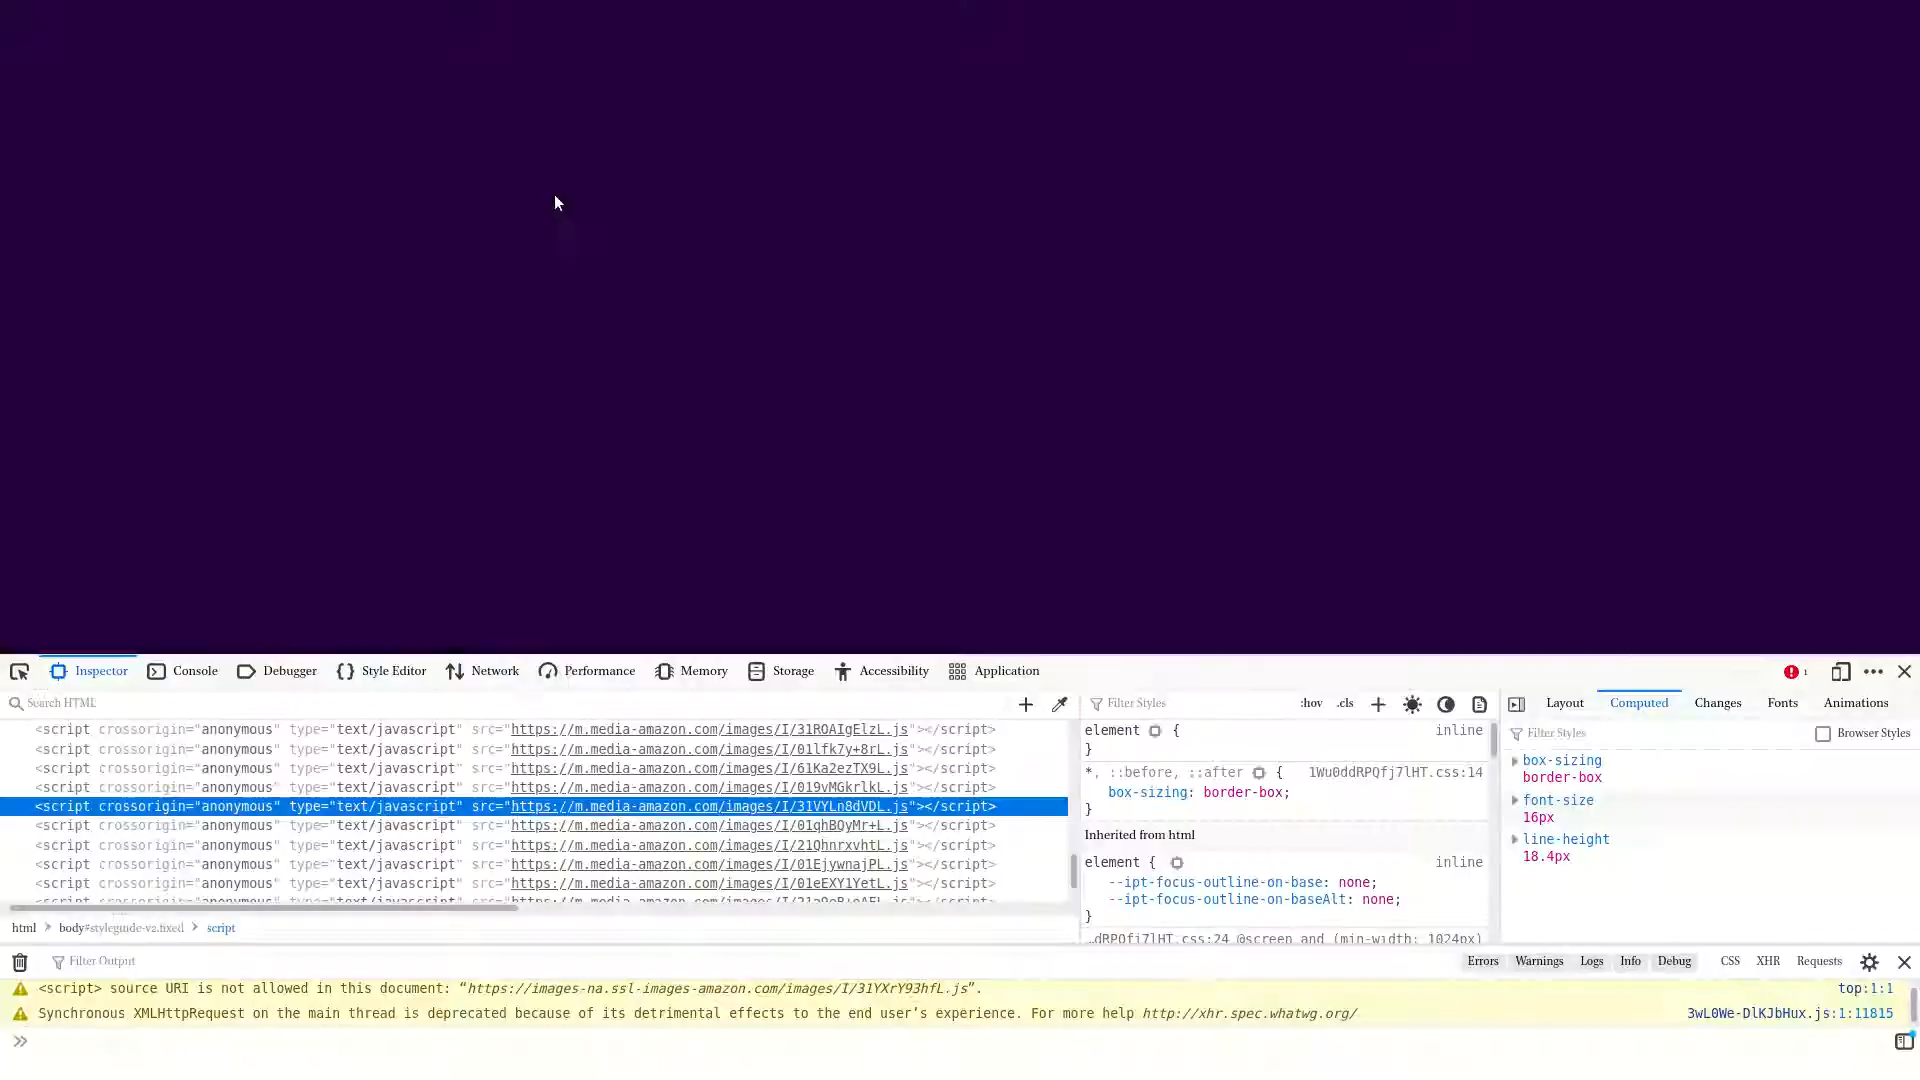 Inspector Console Debugger Style Editor Network Performance Memory Storage Accessibility Application 1
Search HTML
<script crossorigin="anonymous" type="text/javascript" src="https://m.media-amazon.com/images/I/31ROAIgElzL.js"></script>
<script crossorigin="anonymous" type="text/javascript" src="https://m.media-amazon.com/images/I/01lfk7y+8rL.js"></script>
<script crossorigin="anonymous" type="text/javascript" src="https://m.media-amazon.com/images/I/61Ka2ezTX9L.js"></script>
<script crossorigin="anonymous" type="text/javascript" src="https://m.media-amazon.com/images/I/019vMGkrlkL.js"></script>
<script crossorigin="anonymous" type="text/javascript" src="https://m.media-amazon.com/images/I/31VYLn8dVDL.js"></script>
<script crossorigin="anonymous" type="text/javascript" src="https://m.media-amazon.com/images/I/01qhBQyMr+L.js"></script>
<script crossorigin="anonymous" type="text/javascript" src="https://m.media-amazon.com/images/I/21QhnrxvhtL.js"></script>
<script crossorigin="anonymous" type="text/javascript" src="https://m.media-amazon.com/images/I/01EjywnajPL.js"></script>
<script crossorigin="anonymous" type="text/javascript" src="https://m.media-amazon.com/images/I/01eEXY1YetL.js"></script>
html body#styleguide-v2.fixed script
Filter Styles :hov .cls
element { inline
}
*, ::before, ::after { 1Wu0ddRPQfj7lHT.css:14
box-sizing: border-box;
}
Inherited from html
element { inline
--ipt-focus-outline-on-base: none;
--ipt-focus-outline-on-baseAlt: none;
}
…dRPQfj7lHT.css:24 @screen and (min-width: 1024px)
Layout Computed Changes Fonts Animations
Filter Styles Browser Styles
box-sizing
border-box
font-size
16px
line-height
18.4px
Filter Output Errors Warnings Logs Info Debug CSS XHR Requests
<script> source URI is not allowed in this document: “https://images-na.ssl-images-amazon.com/images/I/31YXrY93hfL.js”. top:1:1
Synchronous XMLHttpRequest on the main thread is deprecated because of its detrimental effects to the end user’s experience. For more help http://xhr.spec.whatwg.org/ 3wL0We-DlKJbHux.js:1:11815